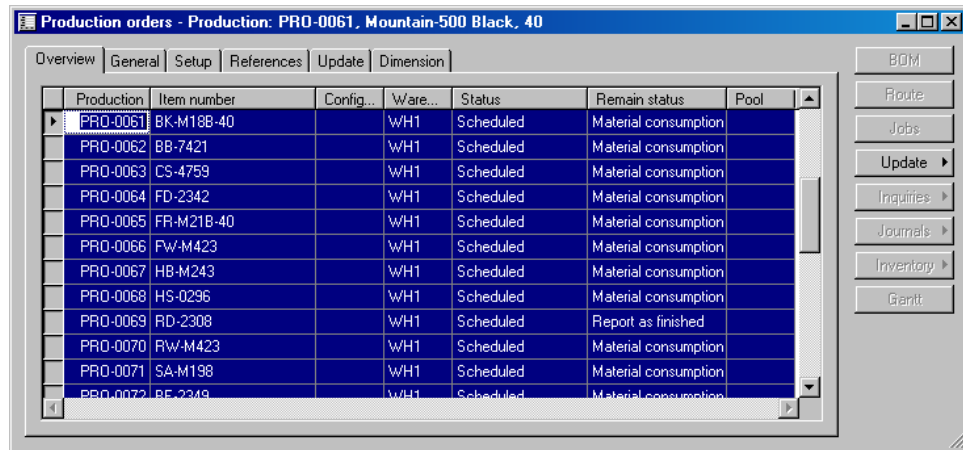 Production orders - Production: PRO-0061, Mountain-500 Black, 40
Overview General Setup References Update Dimension
BOM
Route
Jobs
Update
Inquiries
Journals
Inventory
Gantt
Production Item number Config... Ware... Status Remain status Pool
PRO-0061 BK-M18B-40 WH1 Scheduled Material consumption
PRO-0062 BB-7421 WH1 Scheduled Material consumption
PRO-0063 CS-4759 WH1 Scheduled Material consumption
PRO-0064 FD-2342 WH1 Scheduled Material consumption
PRO-0065 FR-M21B-40 WH1 Scheduled Material consumption
PRO-0066 FW-M423 WH1 Scheduled Material consumption
PRO-0067 HB-M243 WH1 Scheduled Material consumption
PRO-0068 HS-0296 WH1 Scheduled Material consumption
PRO-0069 RD-2308 WH1 Scheduled Report as finished
PRO-0070 RW-M423 WH1 Scheduled Material consumption
PRO-0071 SA-M198 WH1 Scheduled Material consumption
PRO-0072 WH1 Scheduled Material consumption